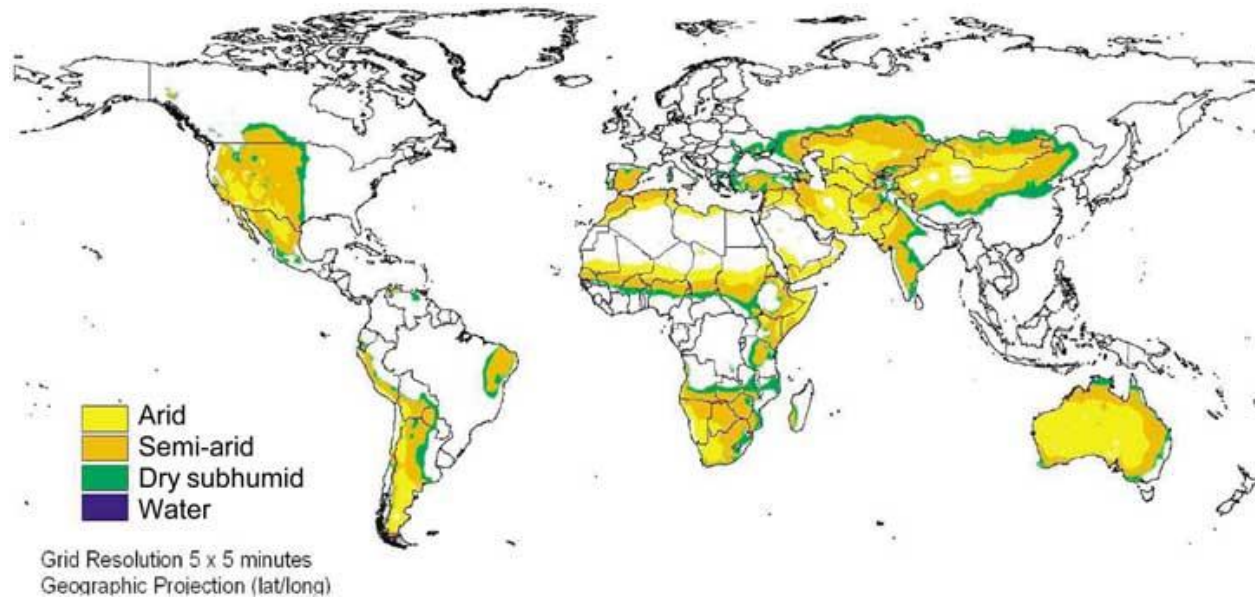 Arid
Semi-arid
Dry subhumid
Water
Grid Resolution 5 x 5 minutes
Geographic Projection (lat/long)